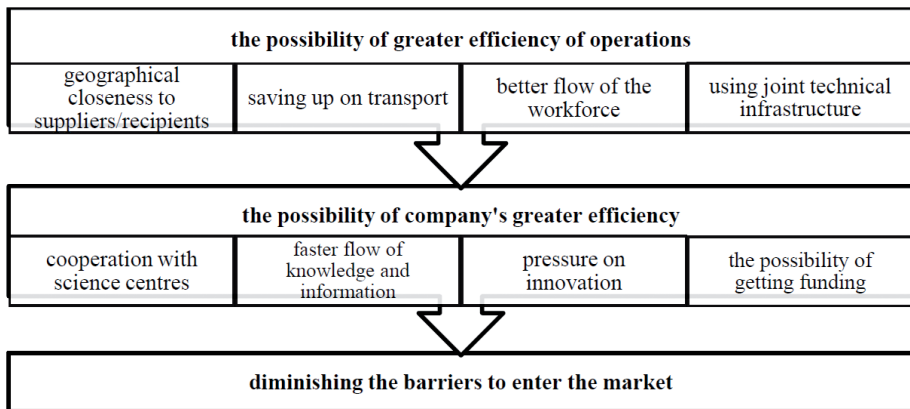 the possibility of greater efficiency of operations
geographical
closeness to
suppliers/recipients
saving up on transport
better flow of the
workforce
using joint technical
infrastructure
the possibility of company's greater efficiency
cooperation with
science centres
faster flow of
knowledge and
information
pressure on
innovation
the possibility of
getting funding
diminishing the barriers to enter the market